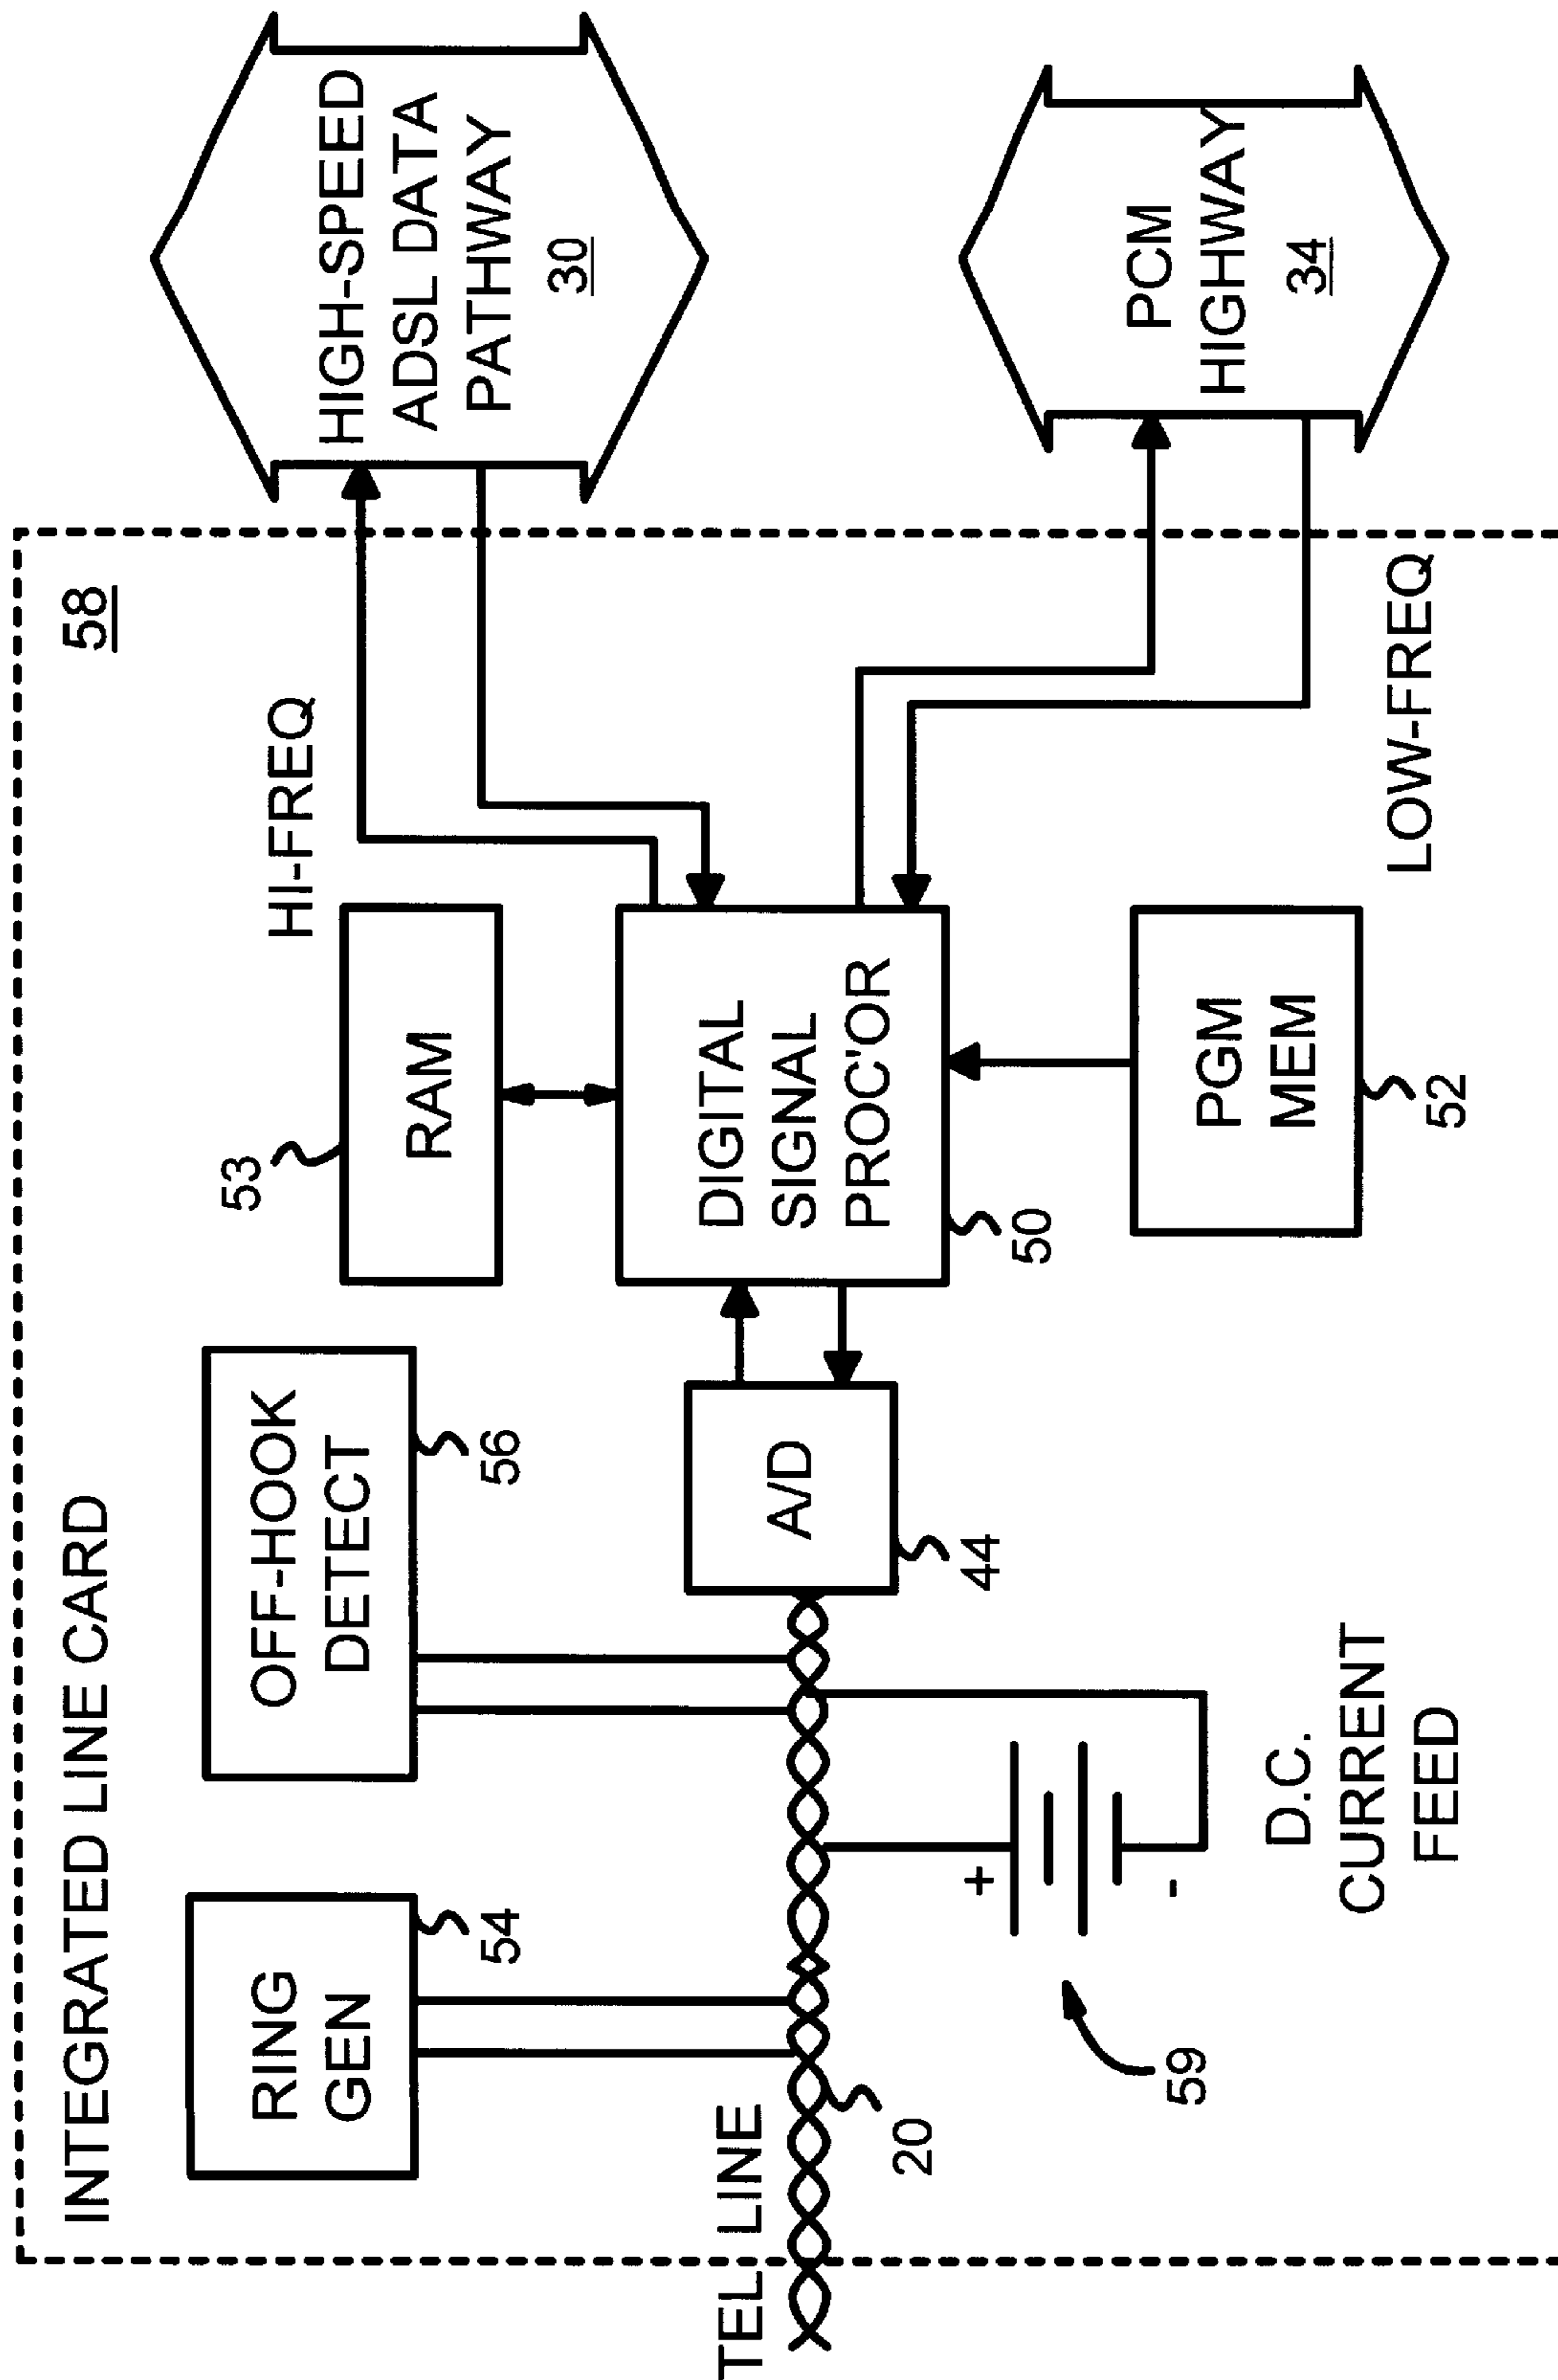 INTEGRATED LINE CARD
58
RING
GEN
54
OFF-HOOK
DETECT
56
53
RAM
HI-FREQ
HIGH-SPEED
ADSL DATA
PATHWAY
30
TEL LINE
20
A/D
44
DIGITAL
SIGNAL
PROC'OR
50
+
-
59
D.C.
CURRENT
FEED
PGM
MEM
52
LOW-FREQ
PCM
HIGHWAY
34